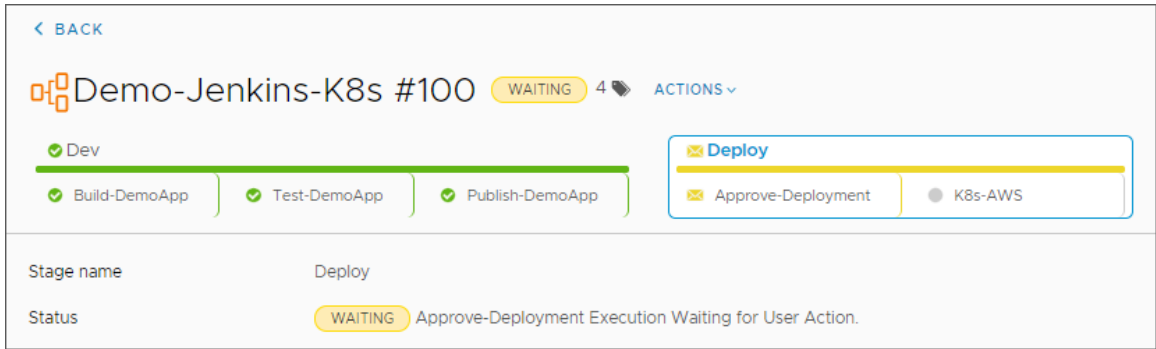 BACK
Demo-Jenkins-K8s #100 WAITING 4 ACTIONS
Dev
Build-DemoApp Test-DemoApp Publish-DemoApp
Deploy
Approve-Deployment K8s-AWS
Stage name Deploy
Status WAITING Approve-Deployment Execution Waiting for User Action.